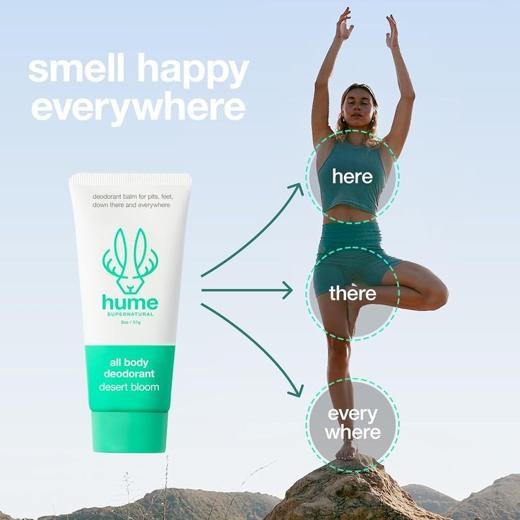 smell happy
everywhere
deodorant balm for pits, feet,
down there and everywhere
hume
SUPERNATURAL
all body
deodorant
desert bloom
here
there
every
where